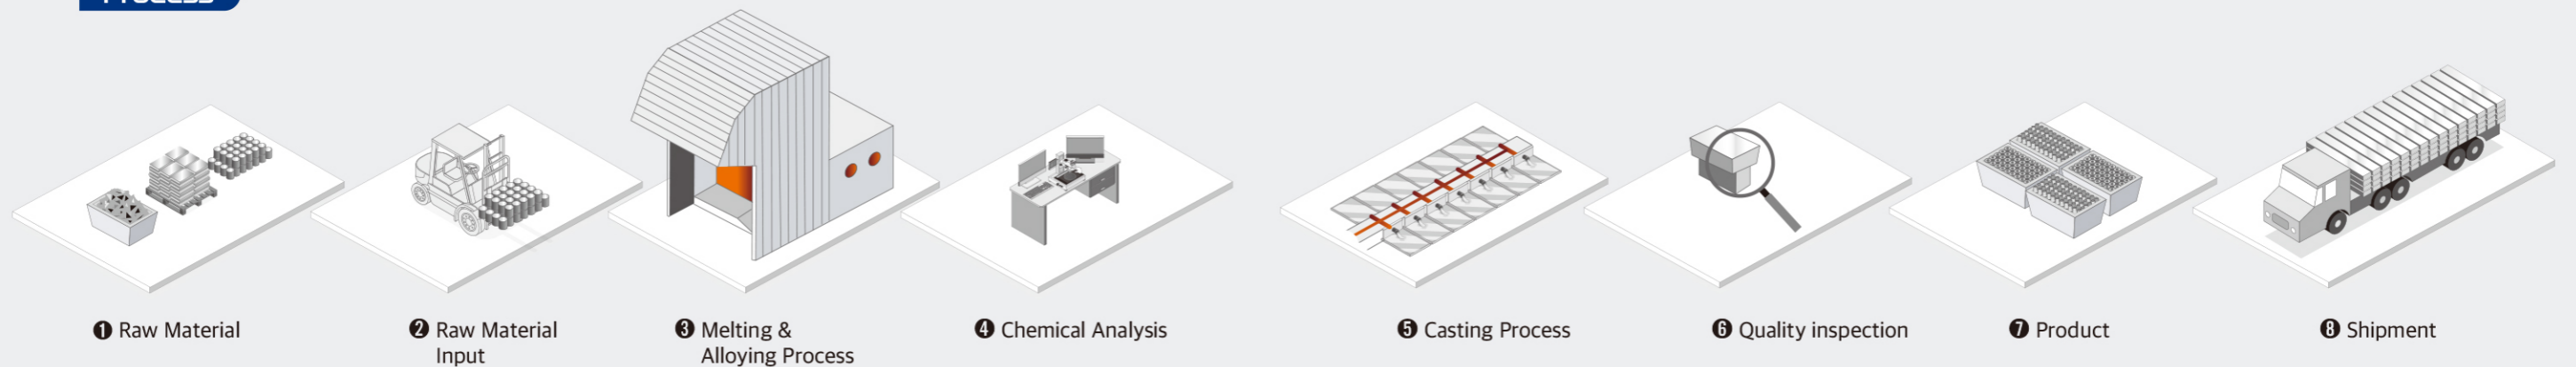 Process
❶ Raw Material
❷ Raw Material
Input
❸ Melting &
Alloying Process
❹ Chemical Analysis
❺ Casting Process
❻ Quality inspection
❼ Product
❽ Shipment